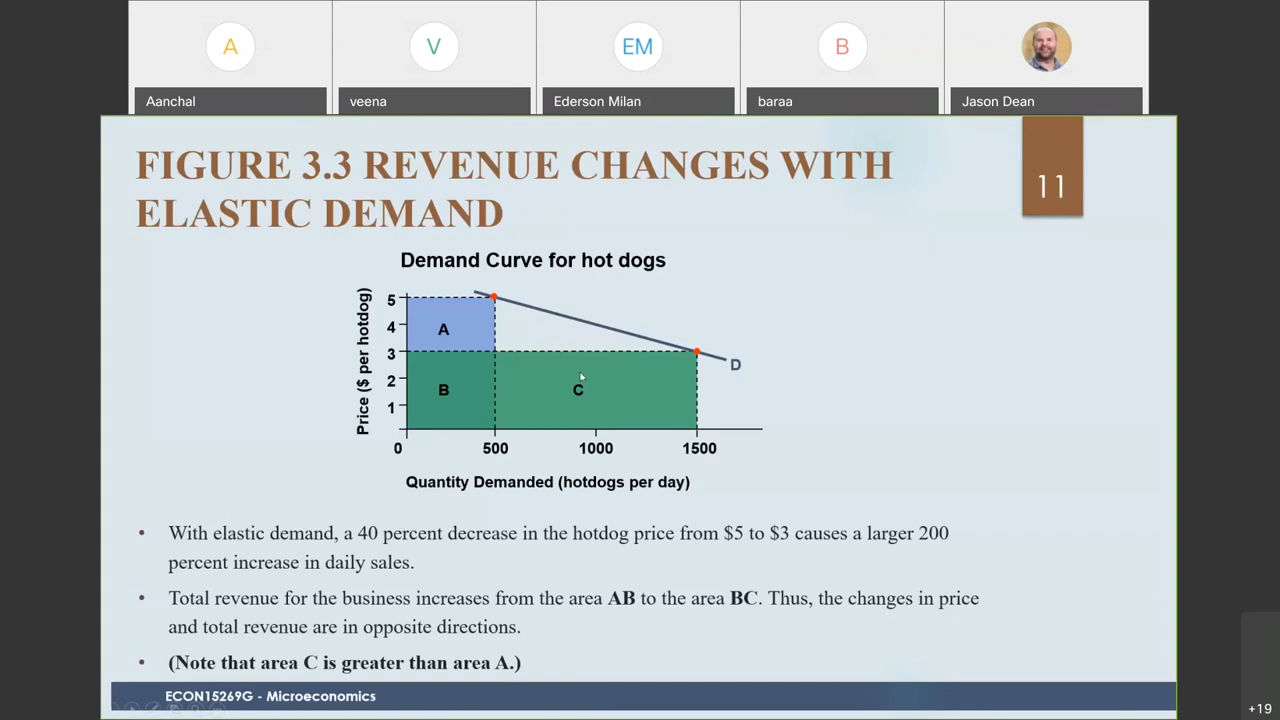 A
V
EM
B
Aanchal
veena
Ederson Milan
baraa
Jason Dean
FIGURE 3.3 REVENUE CHANGES WITH
ELASTIC DEMAND
11
Demand Curve for hot dogs
Price ($ per hotdog)
5
4
3
2
1
0
A
B
C
D
500
1000
1500
Quantity Demanded (hotdogs per day)
• With elastic demand, a 40 percent decrease in the hotdog price from $5 to $3 causes a larger 200
percent increase in daily sales.
• Total revenue for the business increases from the area AB to the area BC. Thus, the changes in price
and total revenue are in opposite directions.
• (Note that area C is greater than area A.)
ECON15269G - Microeconomics
+19